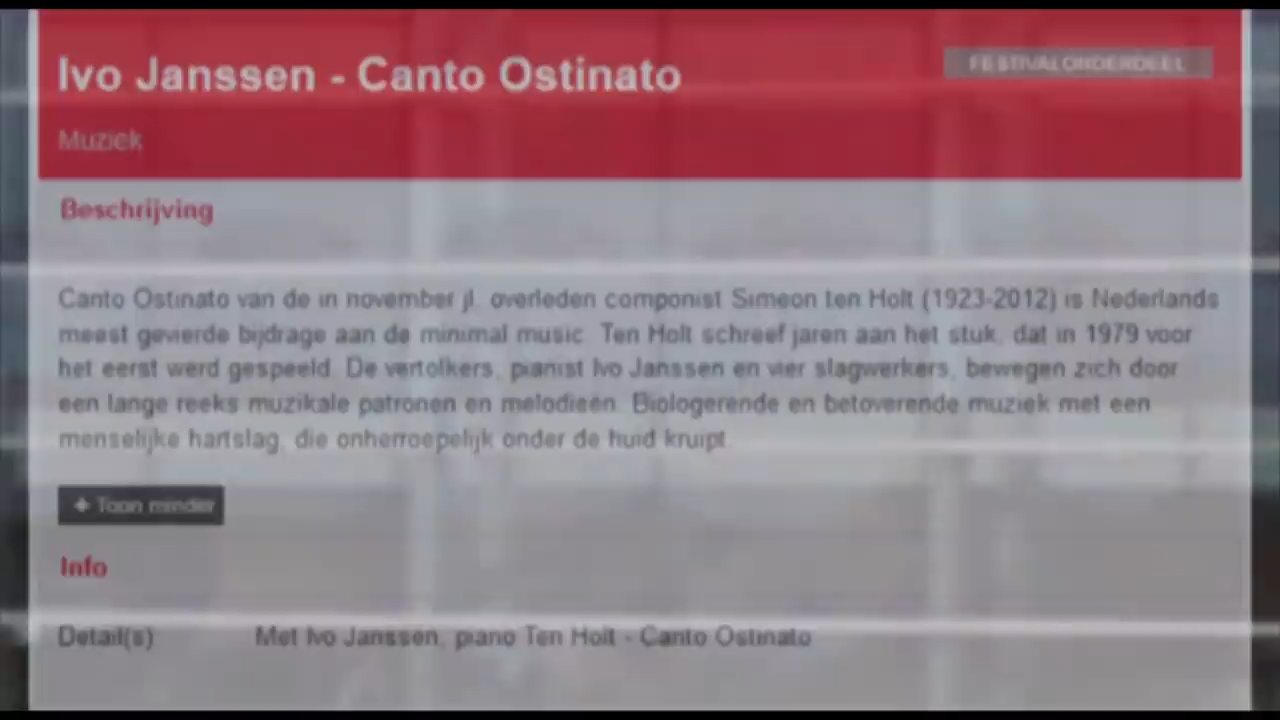 Ivo Janssen - Canto Ostinato
FESTIVALONDERDEEL
Muziek
Beschrijving
Canto Ostinato van de in november jl. overleden componist Simeon ten Holt (1923-2012) is Nederlands
meest gevierde bijdrage aan de minimal music. Ten Holt schreef jaren aan het stuk, dat in 1979 voor
het eerst werd gespeeld. De vertolkers, pianist Ivo Janssen en vier slagwerkers, bewegen zich door
een lange reeks muzikale patronen en melodieën. Biologerende en betoverende muziek met een
menselijke hartslag, die onherroepelijk onder de huid kruipt.
+ Toon minder
Info
Detail(s) Met Ivo Janssen, piano Ten Holt - Canto Ostinato